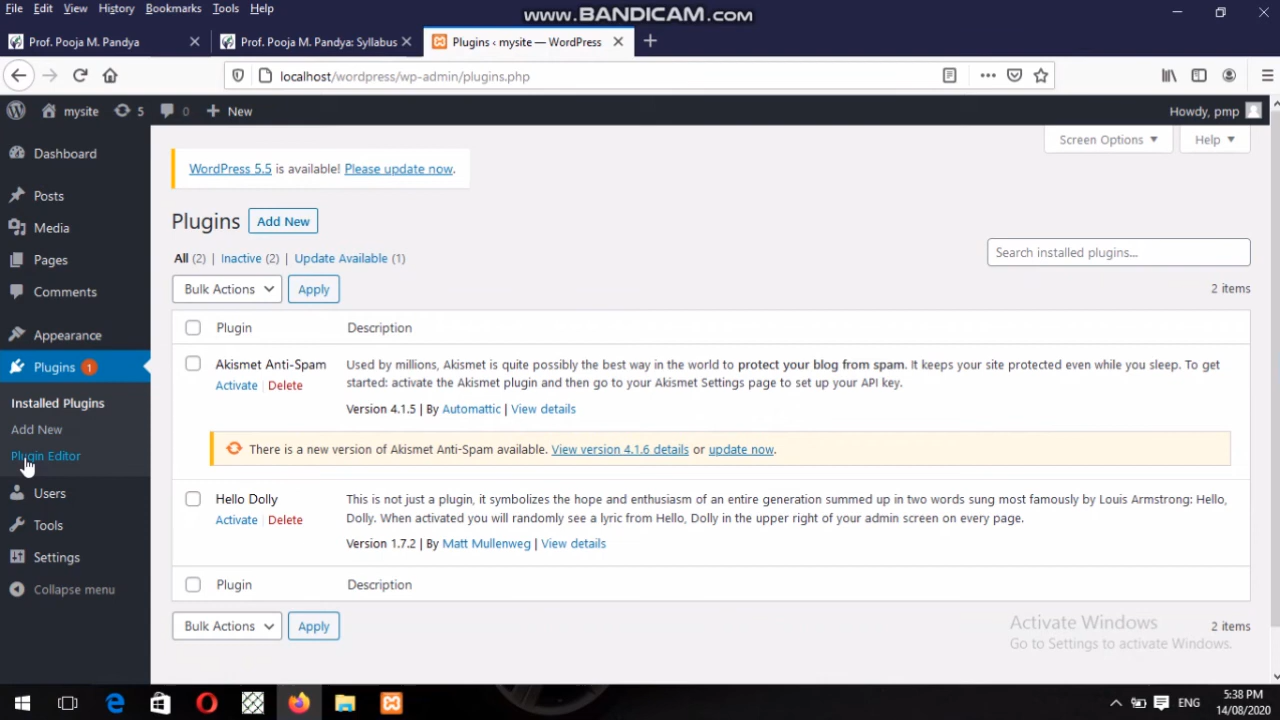 File Edit View History Bookmarks Tools Help
www.BANDICAM.com
Prof. Pooja M. Pandya
Prof. Pooja M. Pandya: Syllabus
Plugins ‹ mysite — WordPress
localhost/wordpress/wp-admin/plugins.php
mysite 5 0 New
Howdy, pmp
Screen Options
Help
Dashboard
Posts
Media
Pages
Comments
Appearance
Plugins 1
Installed Plugins
Add New
Plugin Editor
Users
Tools
Settings
Collapse menu
WordPress 5.5 is available! Please update now.
Plugins Add New
All (2) | Inactive (2) | Update Available (1)
Search installed plugins...
Bulk Actions Apply
2 items
Plugin Description
Akismet Anti-Spam
Activate | Delete
Used by millions, Akismet is quite possibly the best way in the world to protect your blog from spam. It keeps your site protected even while you sleep. To get
started: activate the Akismet plugin and then go to your Akismet Settings page to set up your API key.
Version 4.1.5 | By Automattic | View details
There is a new version of Akismet Anti-Spam available. View version 4.1.6 details or update now.
Hello Dolly
Activate | Delete
This is not just a plugin, it symbolizes the hope and enthusiasm of an entire generation summed up in two words sung most famously by Louis Armstrong: Hello,
Dolly. When activated you will randomly see a lyric from Hello, Dolly in the upper right of your admin screen on every page.
Version 1.7.2 | By Matt Mullenweg | View details
Plugin Description
Bulk Actions Apply
2 items
Activate Windows
Go to Settings to activate Windows.
ENG
5:38 PM
14/08/2020